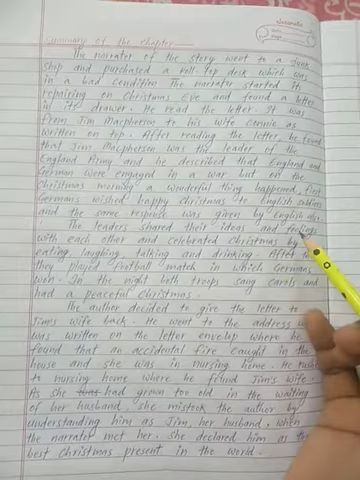 classmate
Date
Page
Summary of the chapter
The narrator of the story went to a junk
shop and purchased a roll-top desk which was
in a bad condition. The narrator started it
repairing on Christmas eve and found a letter
in its drawer. He read the letter. It was
from Jim Macpherson to his wife Connie as
written on top. After reading the letter, he found
that Jim Macpherson was the leader of the
England Army and he described that England and
German were engaged in a war but on the
Christmas morning a wonderful thing happened, first
Germans wished happy christmas to English soldiers
and the same response was given by English also.
The leaders shared their ideas and feelings
with each other and celebrated christmas by
eating, laughing, talking and drinking. After
they played football match in which Germans
won. In the night both troops sang carols and
had a peaceful Christmas.
The author decided to give the letter to
Jim's wife back. He went to the address
was written on the letter envelop where he
found that an accidental fire caught in the
house and she was in nursing home. He
to nursing home where he found Jim's wife.
As she was had grown too old in the waiting
of her husband, she mistook the author by
understanding him as Jim, her husband, when
the narrator met her. She declared him as the
best Christmas present in the world.